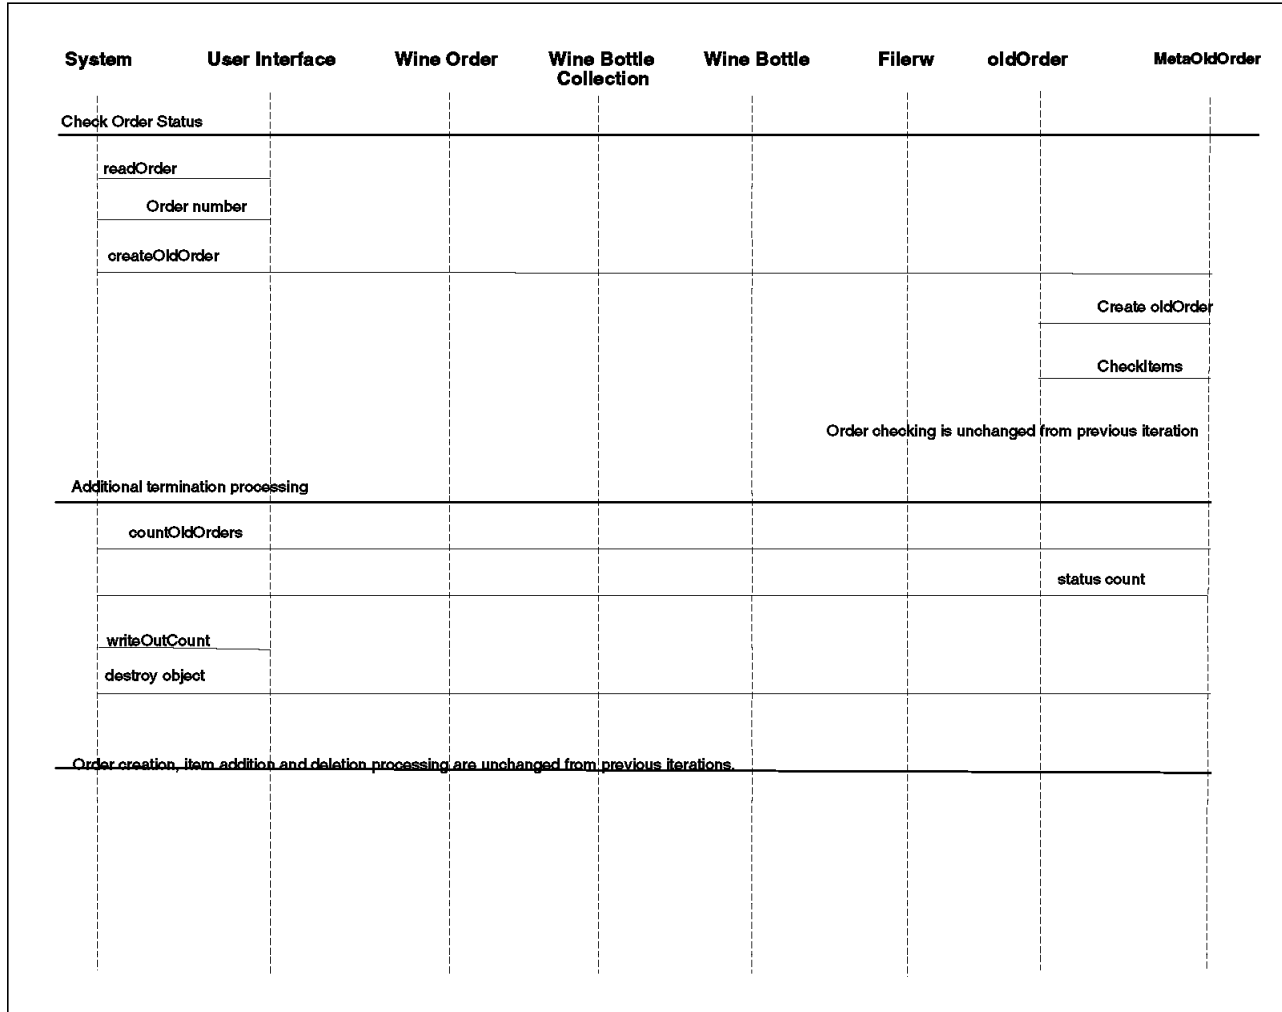 System User Interface Wine Order Wine Bottle Wine Bottle Filerw oldOrder MetaOldOrder
Collection
Check Order Status
readOrder
Order number
createOldOrder
Create oldOrder
CheckItems
Order checking is unchanged from previous iteration
Additional termination processing
countOldOrders
status count
writeOutCount
destroy object
Order creation, item addition and deletion processing are unchanged from previous iterations.